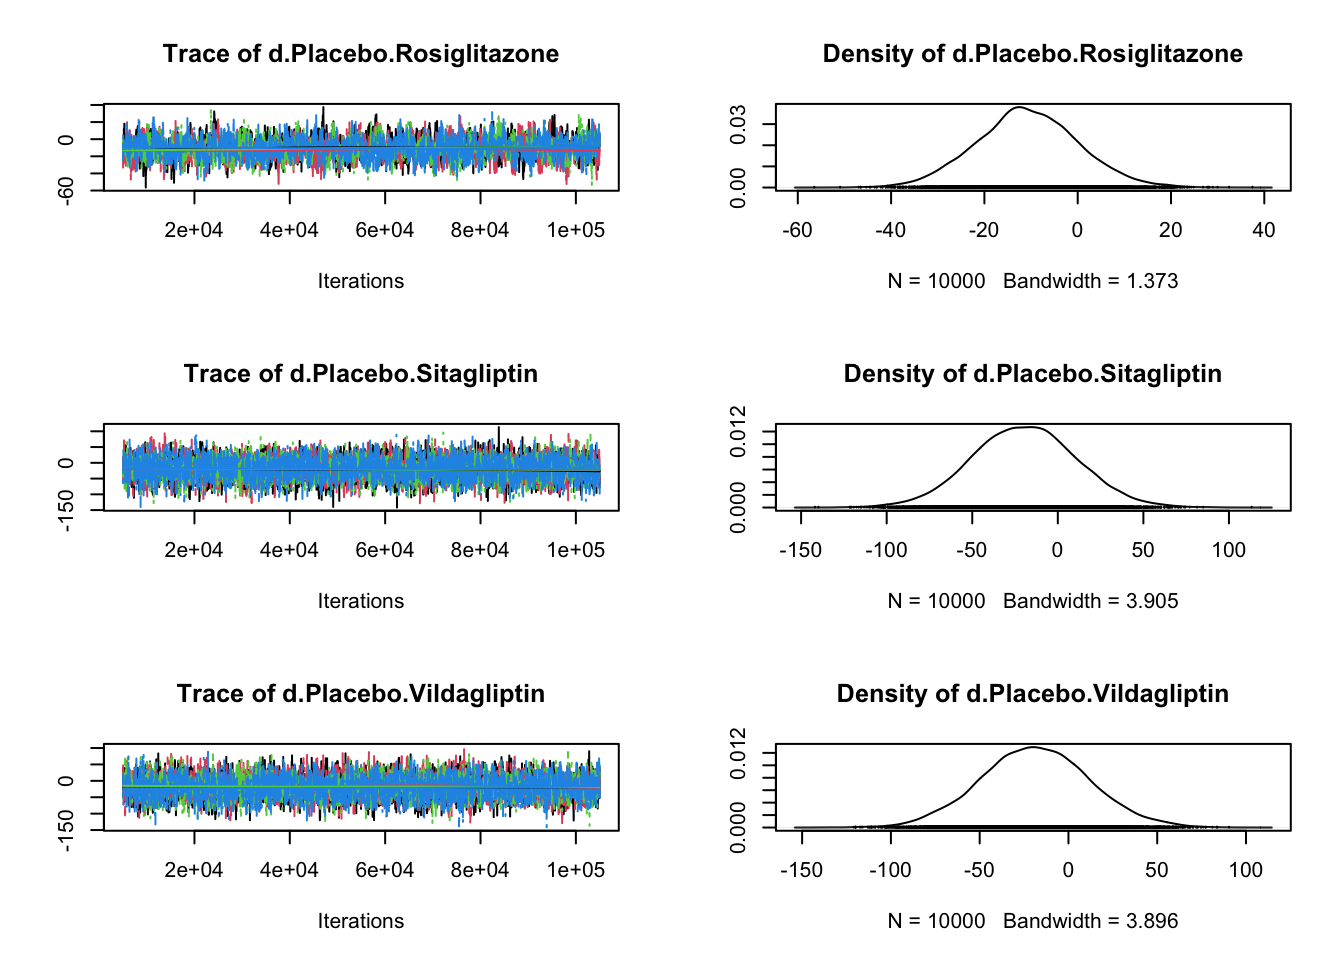 Trace of d.Placebo.Rosiglitazone
0
-60
2e+04 4e+04 6e+04 8e+04 1e+05
Iterations
Density of d.Placebo.Rosiglitazone
0.03
0.00
-60 -40 -20 0 20 40
N = 10000 Bandwidth = 1.373
Trace of d.Placebo.Sitagliptin
0
-150
2e+04 4e+04 6e+04 8e+04 1e+05
Iterations
Density of d.Placebo.Sitagliptin
0.012
0.000
-150 -100 -50 0 50 100
N = 10000 Bandwidth = 3.905
Trace of d.Placebo.Vildagliptin
0
-150
2e+04 4e+04 6e+04 8e+04 1e+05
Iterations
Density of d.Placebo.Vildagliptin
0.012
0.000
-150 -100 -50 0 50 100
N = 10000 Bandwidth = 3.896